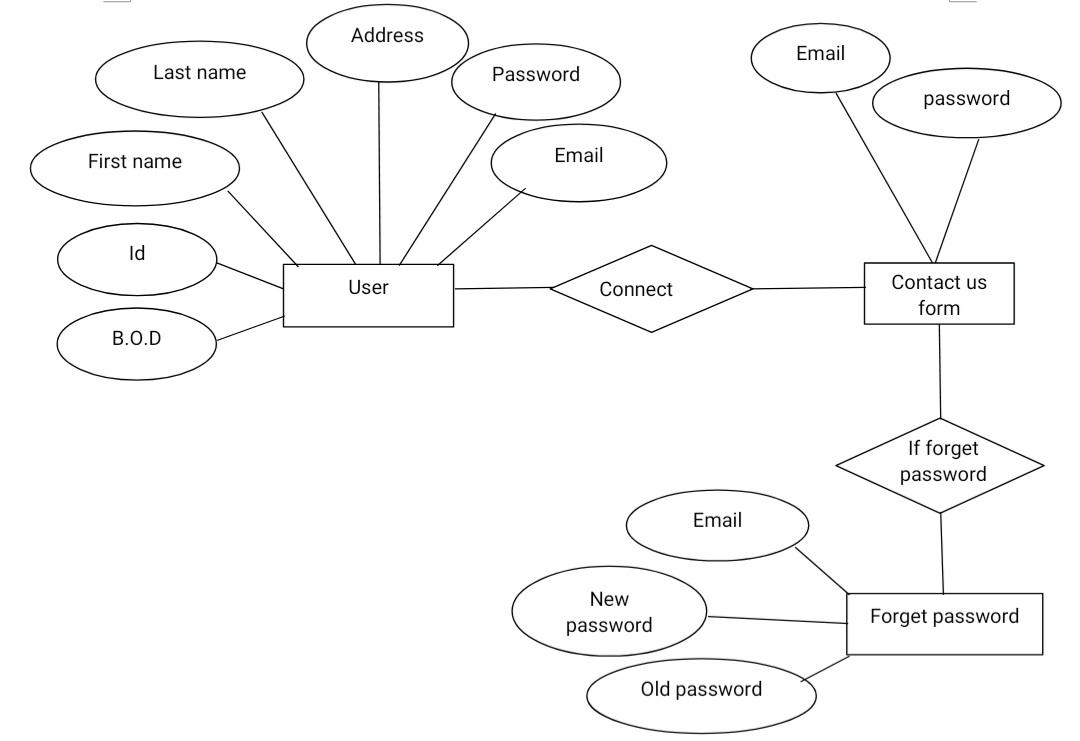 Address
Last name
Password
Email
First name
Id
B.O.D
User
Connect
Email
password
Contact us
form
If forget
password
Email
New
password
Old password
Forget password